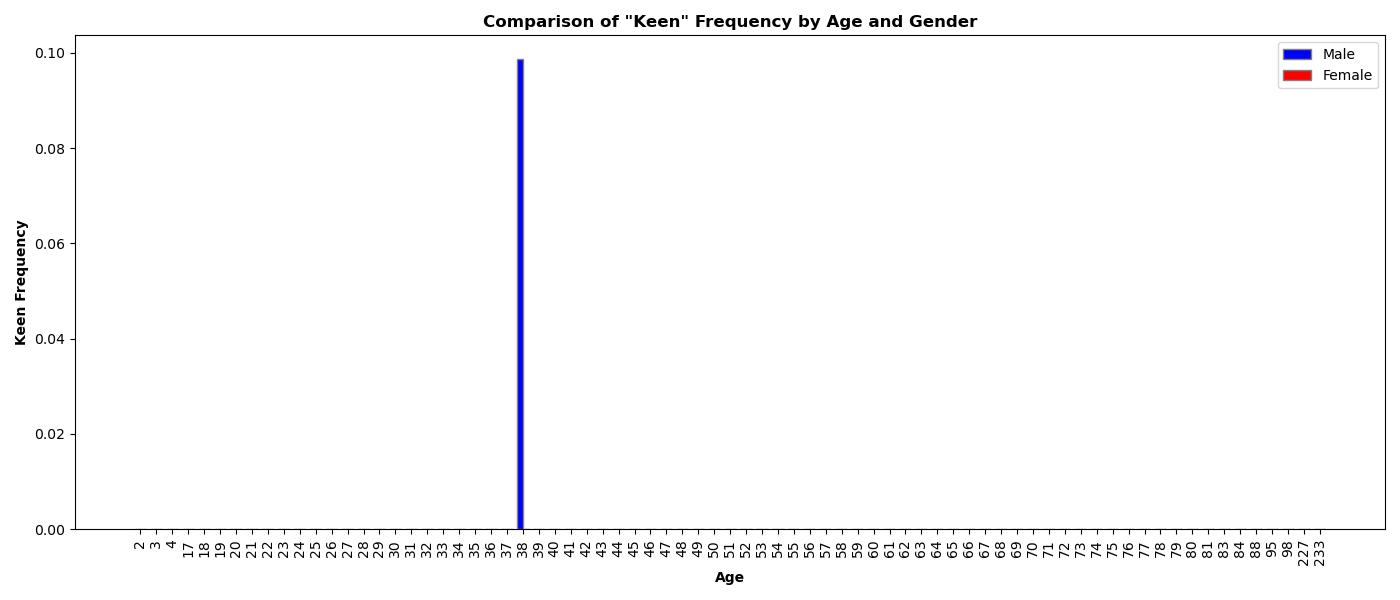 Comparison of "Keen" Frequency by Age and Gender
Male
Female
0.10
0.08
0.06
0.04
0.02
0.00
Keen Frequency
2 3 4 17 18 19 20 21 22 23 24 25 26 27 28 29 30 31 32 33 34 35 36 37 38 39 40 41 42 43 44 45 46 47 48 49 50 51 52 53 54 55 56 57 58 59 60 61 62 63 64 65 66 67 68 69 70 71 72 73 74 75 76 77 78 79 80 81 83 84 88 95 98 227 233
Age